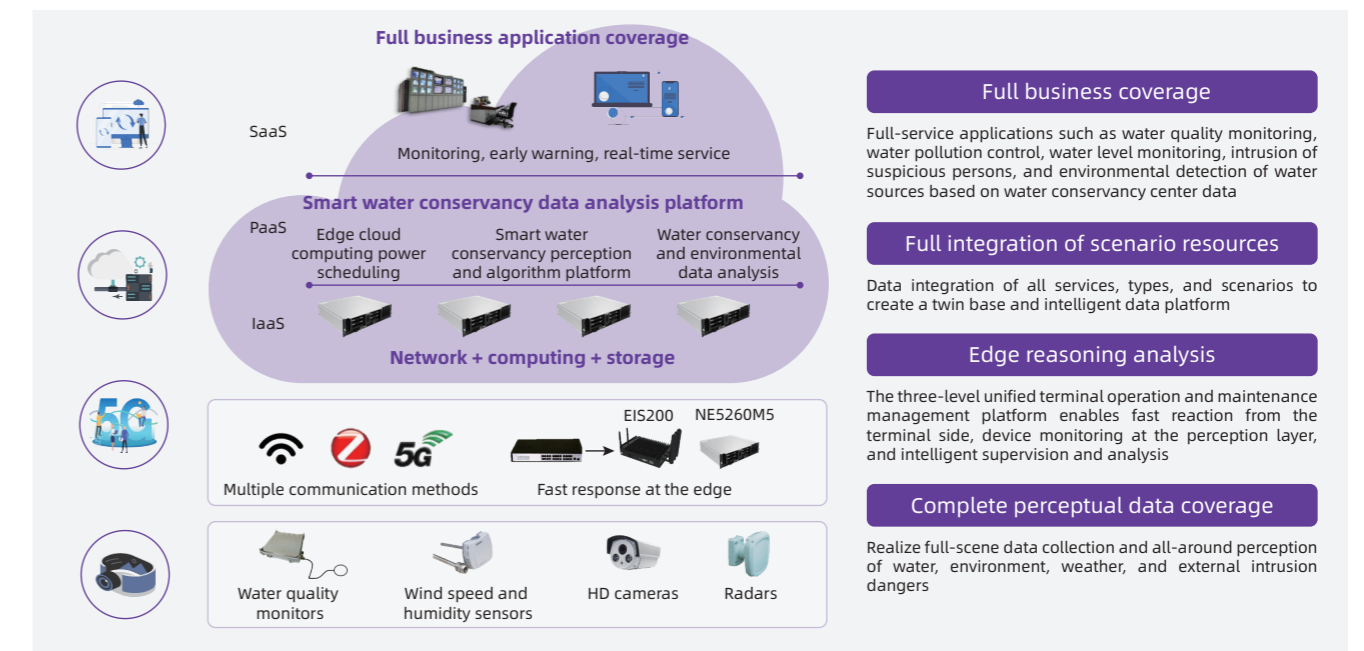 Full business application coverage
SaaS
Monitoring, early warning, real-time service
Smart water conservancy data analysis platform
PaaS
Edge cloud
computing power
scheduling
Smart water
conservancy perception
and algorithm platform
Water conservancy
and environmental
data analysis
IaaS
Network + computing + storage
5G
5G
EIS200
NE5260M5
Multiple communication methods
Fast response at the edge
Water quality
monitors
Wind speed and
humidity sensors
HD cameras
Radars
Full business coverage
Full-service applications such as water quality monitoring,
water pollution control, water level monitoring, intrusion of
suspicious persons, and environmental detection of water
sources based on water conservancy center data
Full integration of scenario resources
Data integration of all services, types, and scenarios to
create a twin base and intelligent data platform
Edge reasoning analysis
The three-level unified terminal operation and maintenance
management platform enables fast reaction from the
terminal side, device monitoring at the perception layer,
and intelligent supervision and analysis
Complete perceptual data coverage
Realize full-scene data collection and all-around perception
of water, environment, weather, and external intrusion
dangers